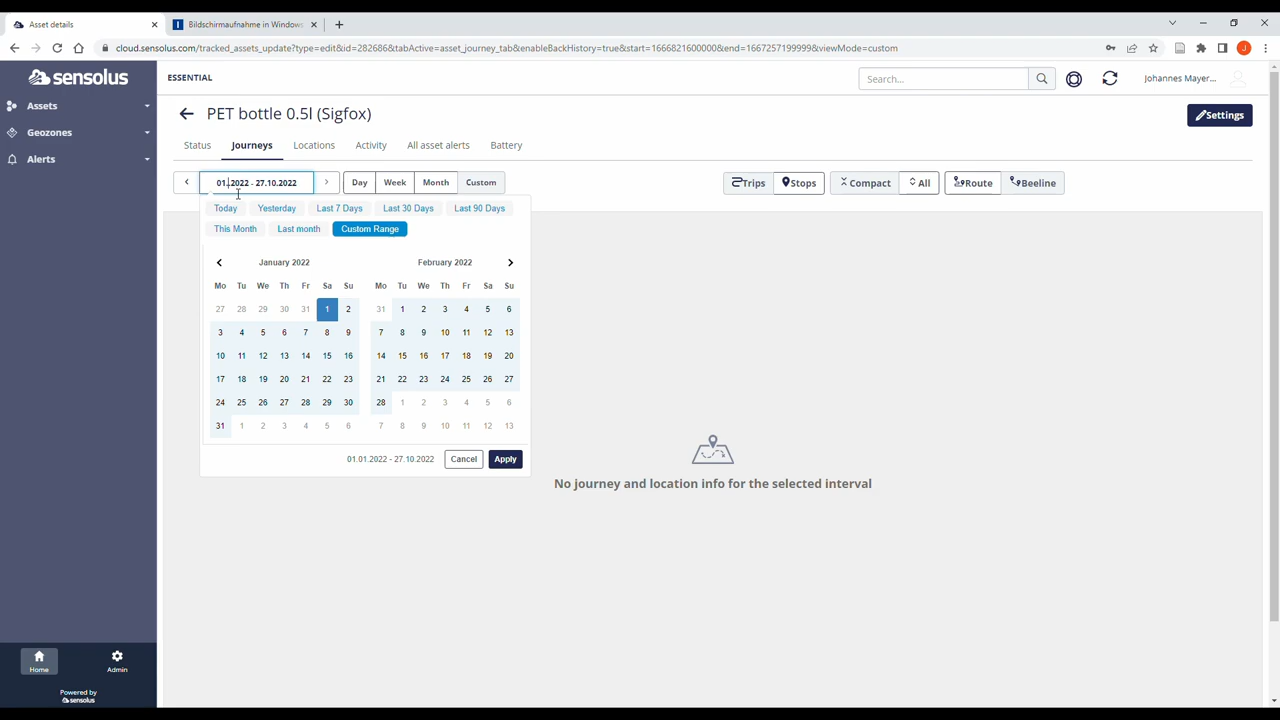 Asset details
Bildschirmaufnahme in Windows
cloud.sensolus.com/tracked_assets_update?type=edit&id=282686&tabActive=asset_journey_tab&enableBackHistory=true&start=1666821600000&end=1667257199999&viewMode=custom
sensolus
ESSENTIAL
Search...
Johannes Mayer...
Assets
Geozones
Alerts
PET bottle 0.5l (Sigfox)
Settings
Status Journeys Locations Activity All asset alerts Battery
01.2022 - 27.10.2022 Day Week Month Custom Trips Stops Compact All Route Beeline
Today Yesterday Last 7 Days Last 30 Days Last 90 Days
This Month Last month Custom Range
January 2022 February 2022
Mo Tu We Th Fr Sa Su Mo Tu We Th Fr Sa Su
27 28 29 30 31 1 2 31 1 2 3 4 5 6
3 4 5 6 7 8 9 7 8 9 10 11 12 13
10 11 12 13 14 15 16 14 15 16 17 18 19 20
17 18 19 20 21 22 23 21 22 23 24 25 26 27
24 25 26 27 28 29 30 28 1 2 3 4 5 6
31 1 2 3 4 5 6 7 8 9 10 11 12 13
01.01.2022 - 27.10.2022 Cancel Apply
No journey and location info for the selected interval
Home Admin
Powered by
sensolus